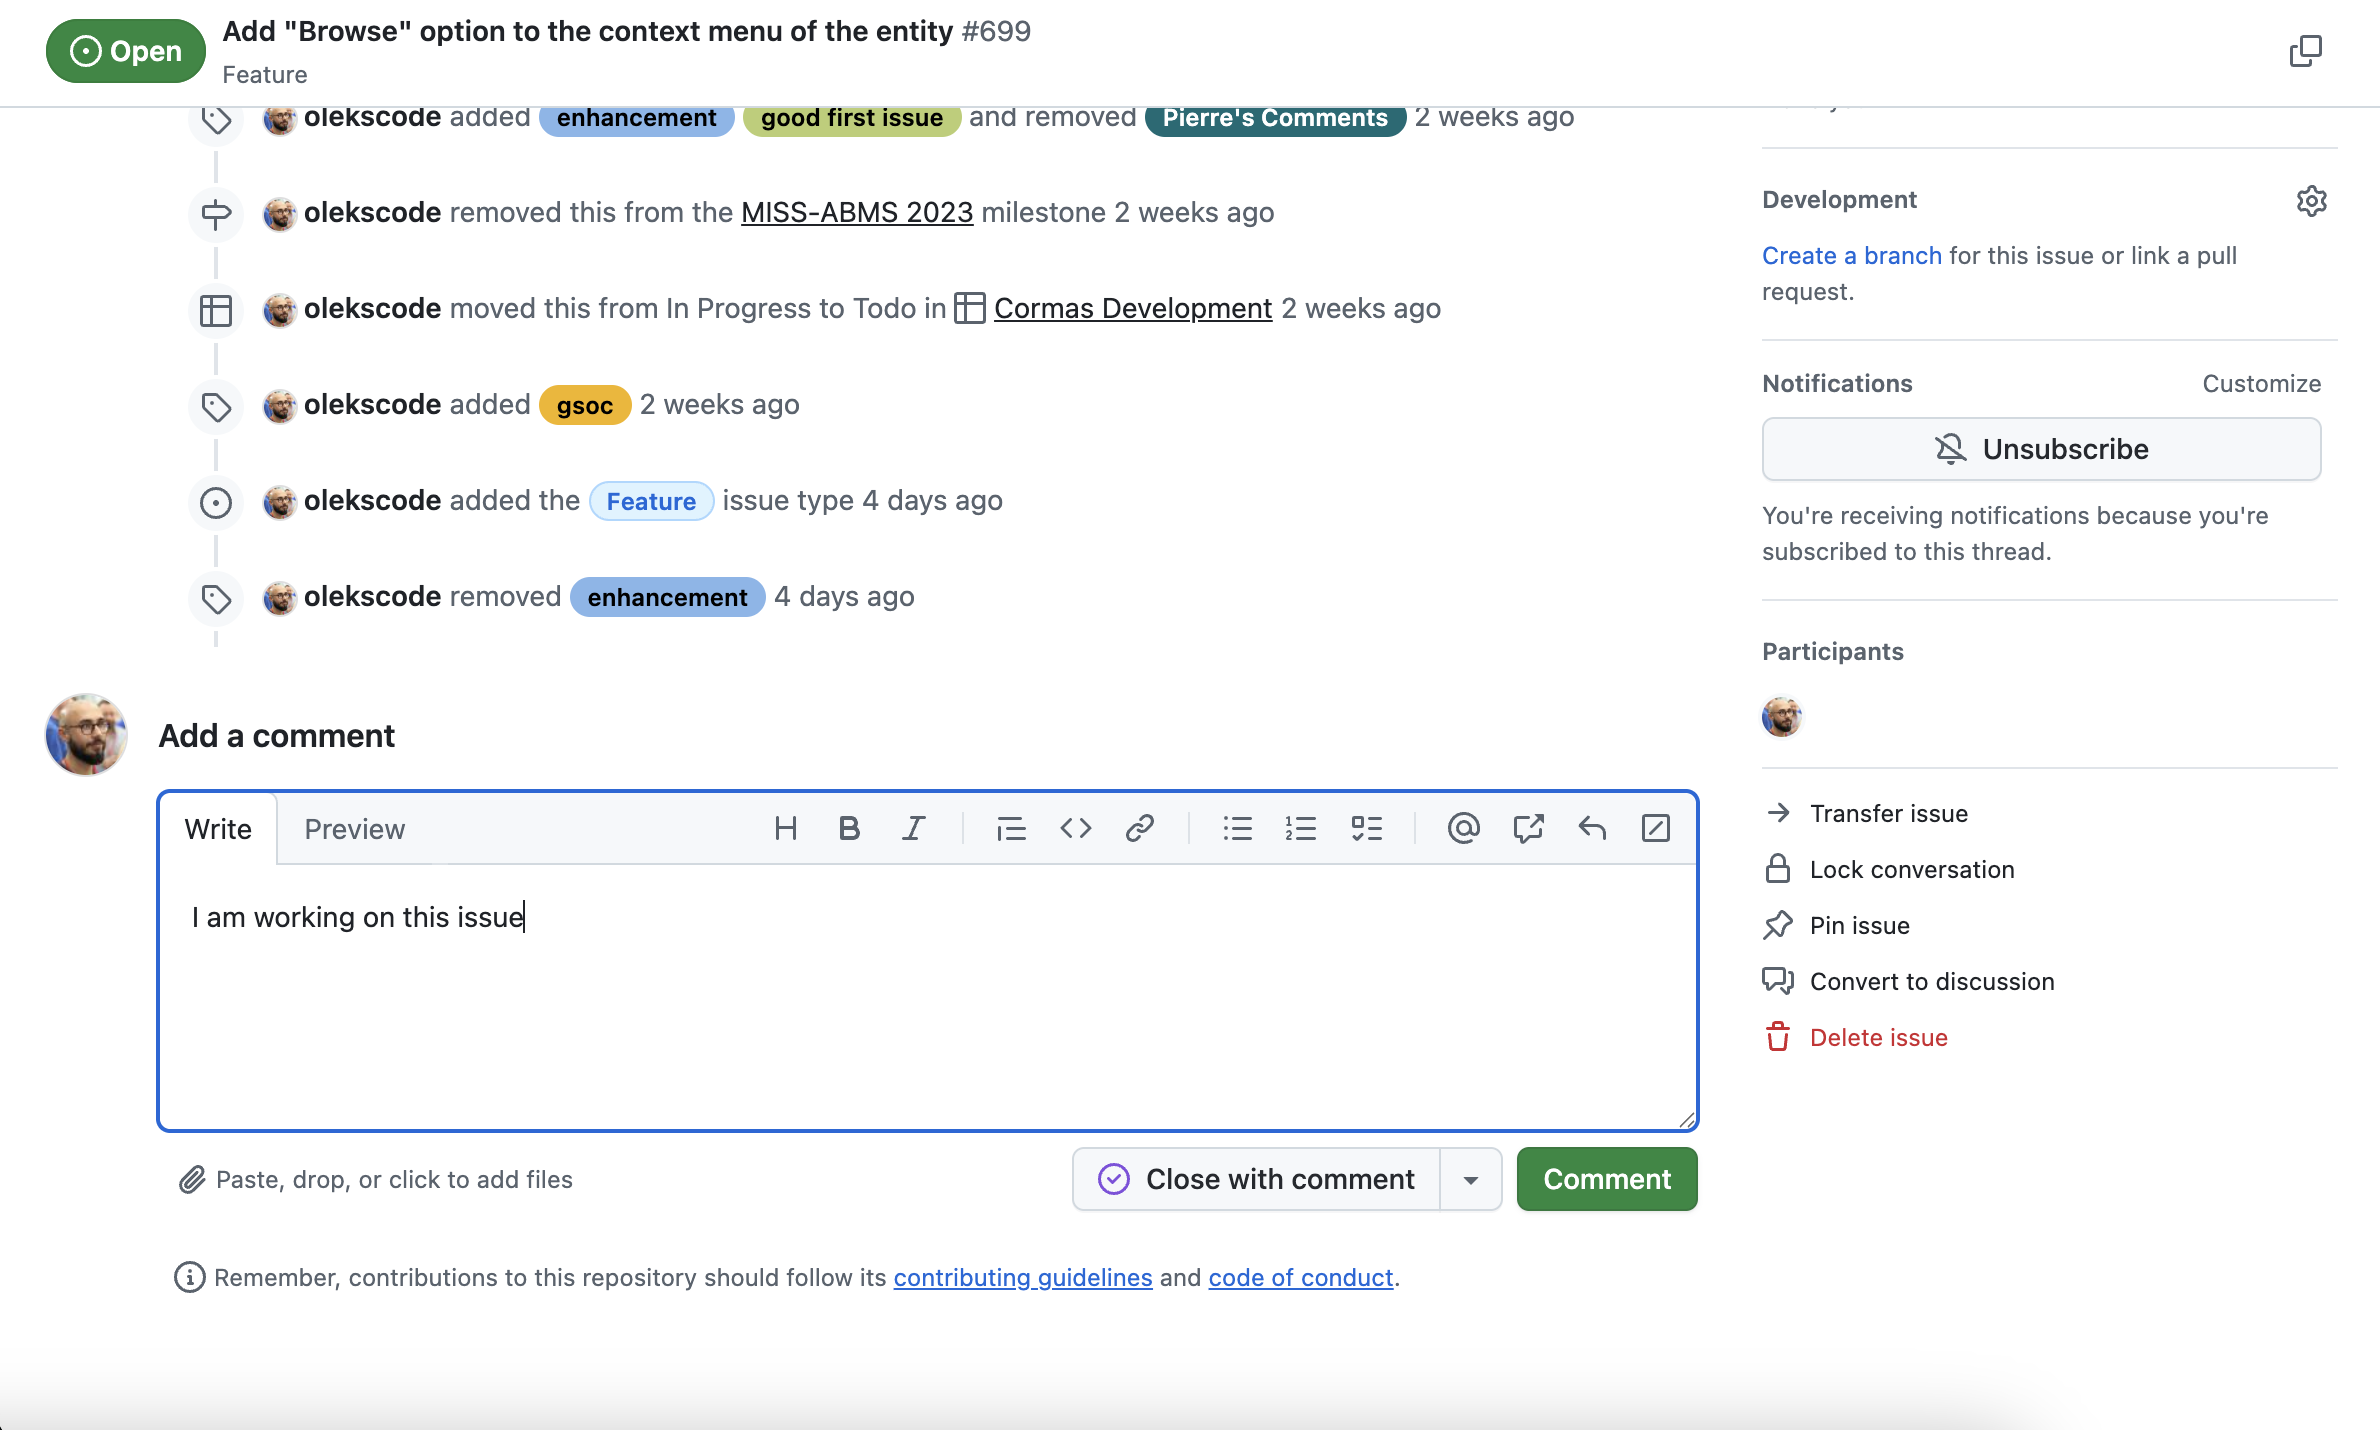 Open
Add "Browse" option to the context menu of the entity #699
Feature
olekscode added enhancement good first issue and removed Pierre's Comments 2 weeks ago
olekscode removed this from the MISS-ABMS 2023 milestone 2 weeks ago
olekscode moved this from In Progress to Todo in Cormas Development 2 weeks ago
olekscode added gsoc 2 weeks ago
olekscode added the Feature issue type 4 days ago
olekscode removed enhancement 4 days ago
Add a comment
Write Preview
I am working on this issue
Paste, drop, or click to add files
Close with comment
Comment
Remember, contributions to this repository should follow its contributing guidelines and code of conduct.
Development
Create a branch for this issue or link a pull
request.
Notifications Customize
Unsubscribe
You're receiving notifications because you're
subscribed to this thread.
Participants
Transfer issue
Lock conversation
Pin issue
Convert to discussion
Delete issue